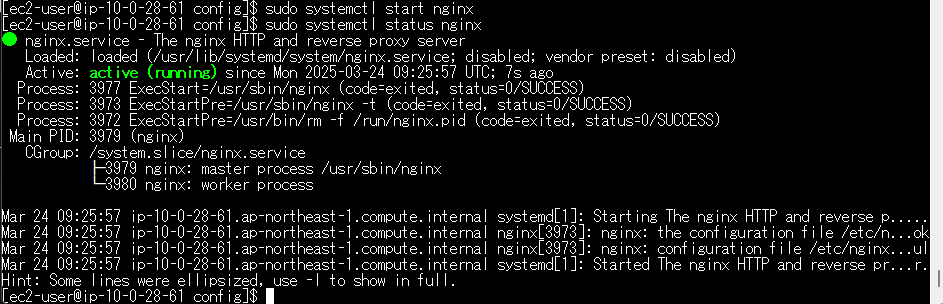 [ec2-user@ip-10-0-28-61 config]$ sudo systemctl start nginx
[ec2-user@ip-10-0-28-61 config]$ sudo systemctl status nginx
● nginx.service - The nginx HTTP and reverse proxy server
   Loaded: loaded (/usr/lib/systemd/system/nginx.service; disabled; vendor preset: disabled)
   Active: active (running) since Mon 2025-03-24 09:25:57 UTC; 7s ago
  Process: 3977 ExecStart=/usr/sbin/nginx (code=exited, status=0/SUCCESS)
  Process: 3973 ExecStartPre=/usr/sbin/nginx -t (code=exited, status=0/SUCCESS)
  Process: 3972 ExecStartPre=/usr/bin/rm -f /run/nginx.pid (code=exited, status=0/SUCCESS)
 Main PID: 3979 (nginx)
   CGroup: /system.slice/nginx.service
           ├─3979 nginx: master process /usr/sbin/nginx
           └─3980 nginx: worker process
Mar 24 09:25:57 ip-10-0-28-61.ap-northeast-1.compute.internal systemd[1]: Starting The nginx HTTP and reverse p.....
Mar 24 09:25:57 ip-10-0-28-61.ap-northeast-1.compute.internal nginx[3973]: nginx: the configuration file /etc/n...ok
Mar 24 09:25:57 ip-10-0-28-61.ap-northeast-1.compute.internal nginx[3973]: nginx: configuration file /etc/nginx...ul
Mar 24 09:25:57 ip-10-0-28-61.ap-northeast-1.compute.internal systemd[1]: Started The nginx HTTP and reverse pro...r.
Hint: Some lines were ellipsized, use -l to show in full.
[ec2-user@ip-10-0-28-61 config]$